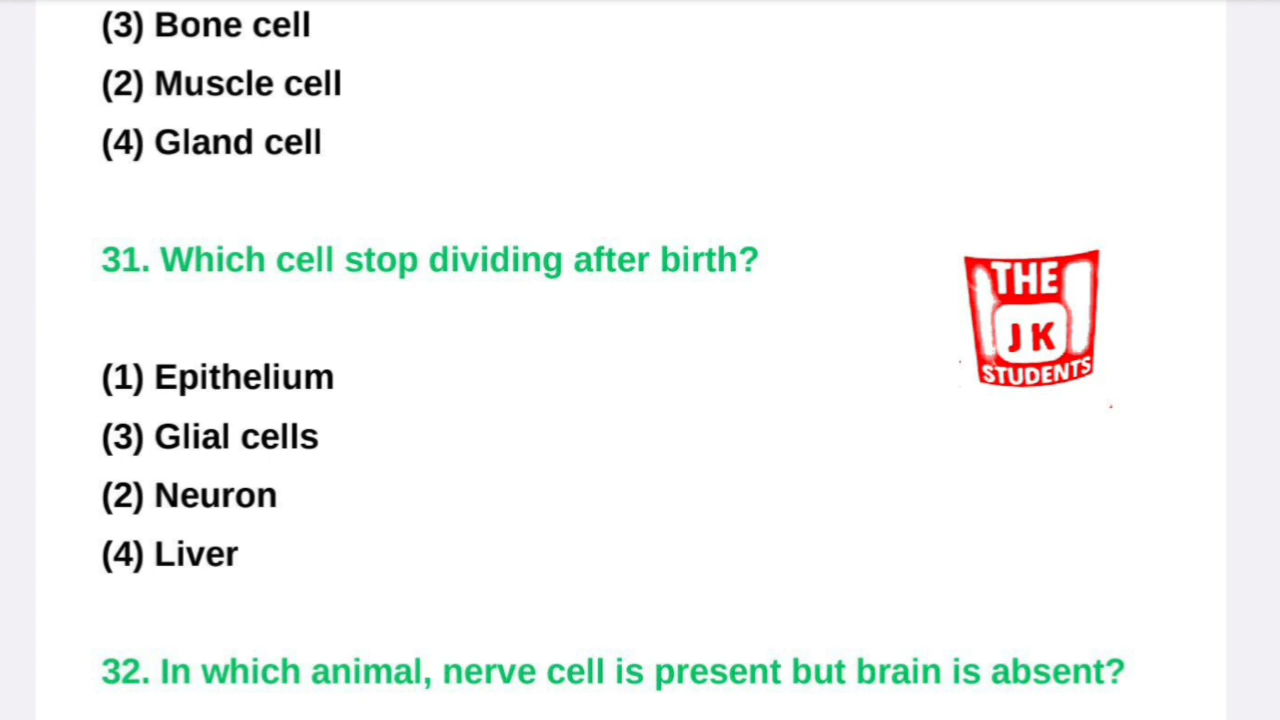 (3) Bone cell
(2) Muscle cell
(4) Gland cell
31. Which cell stop dividing after birth?
THE
JK
STUDENTS
(1) Epithelium
(3) Glial cells
(2) Neuron
(4) Liver
32. In which animal, nerve cell is present but brain is absent?